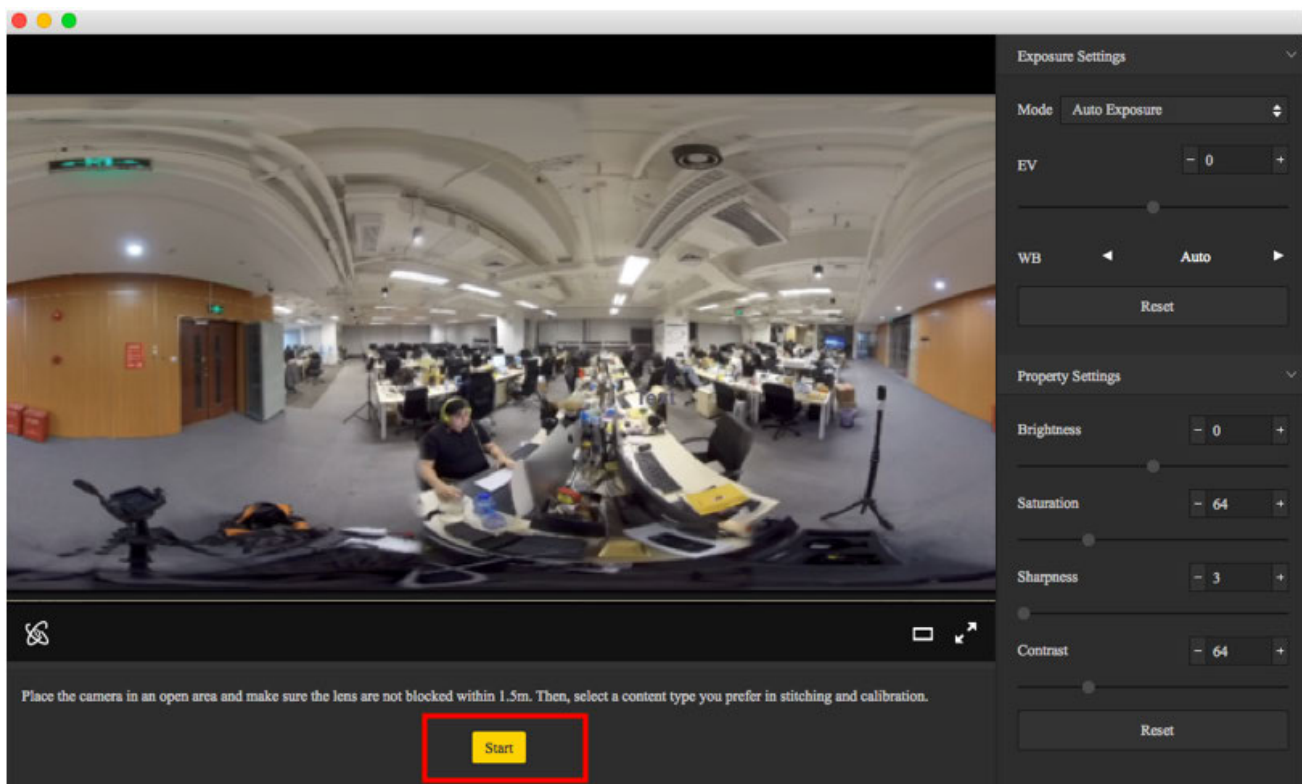 Exposure Settings
Mode Auto Exposure
EV - 0 +
WB Auto
Reset
Property Settings
Brightness - 0 +
Saturation - 64 +
Sharpness - 3 +
Contrast - 64 +
Reset
Test
Place the camera in an open area and make sure the lens are not blocked within 1.5m. Then, select a content type you prefer in stitching and calibration.
Start